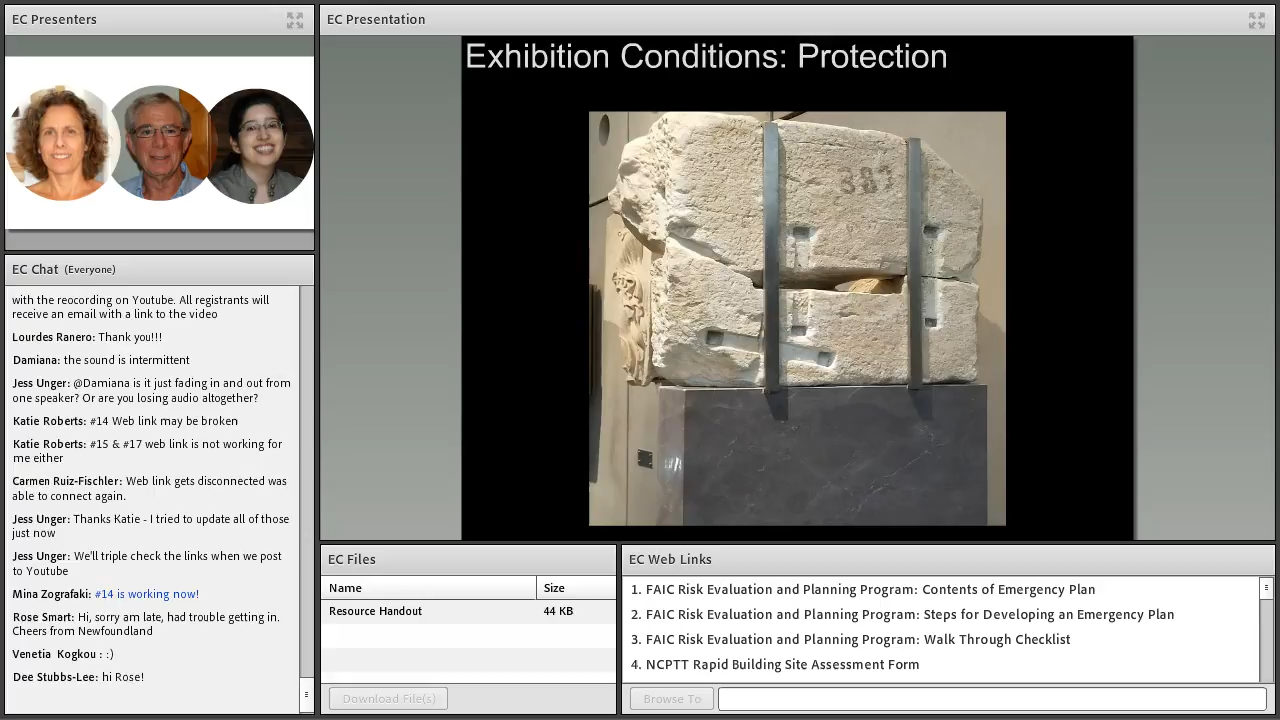 EC Presenters
EC Chat (Everyone)
with the reocording on Youtube. All registrants will
receive an email with a link to the video
Lourdes Ranero: Thank you!!!
Damiana: the sound is intermittent
Jess Unger: @Damiana is it just fading in and out from
one speaker? Or are you losing audio altogether?
Katie Roberts: #14 Web link may be broken
Katie Roberts: #15 & #17 web link is not working for
me either
Carmen Ruiz-Fischler: Web link gets disconnected was
able to connect again.
Jess Unger: Thanks Katie - I tried to update all of those
just now
Jess Unger: We'll triple check the links when we post
to Youtube
Mina Zografaki: #14 is working now!
Rose Smart: Hi, sorry am late, had trouble getting in.
Cheers from Newfoundland
Venetia Kogkou : :)
Dee Stubbs-Lee: hi Rose!
EC Presentation
Exhibition Conditions: Protection
387
EC Files
Name Size
Resource Handout 44 KB
Download File(s)
EC Web Links
1. FAIC Risk Evaluation and Planning Program: Contents of Emergency Plan
2. FAIC Risk Evaluation and Planning Program: Steps for Developing an Emergency Plan
3. FAIC Risk Evaluation and Planning Program: Walk Through Checklist
4. NCPTT Rapid Building Site Assessment Form
Browse To